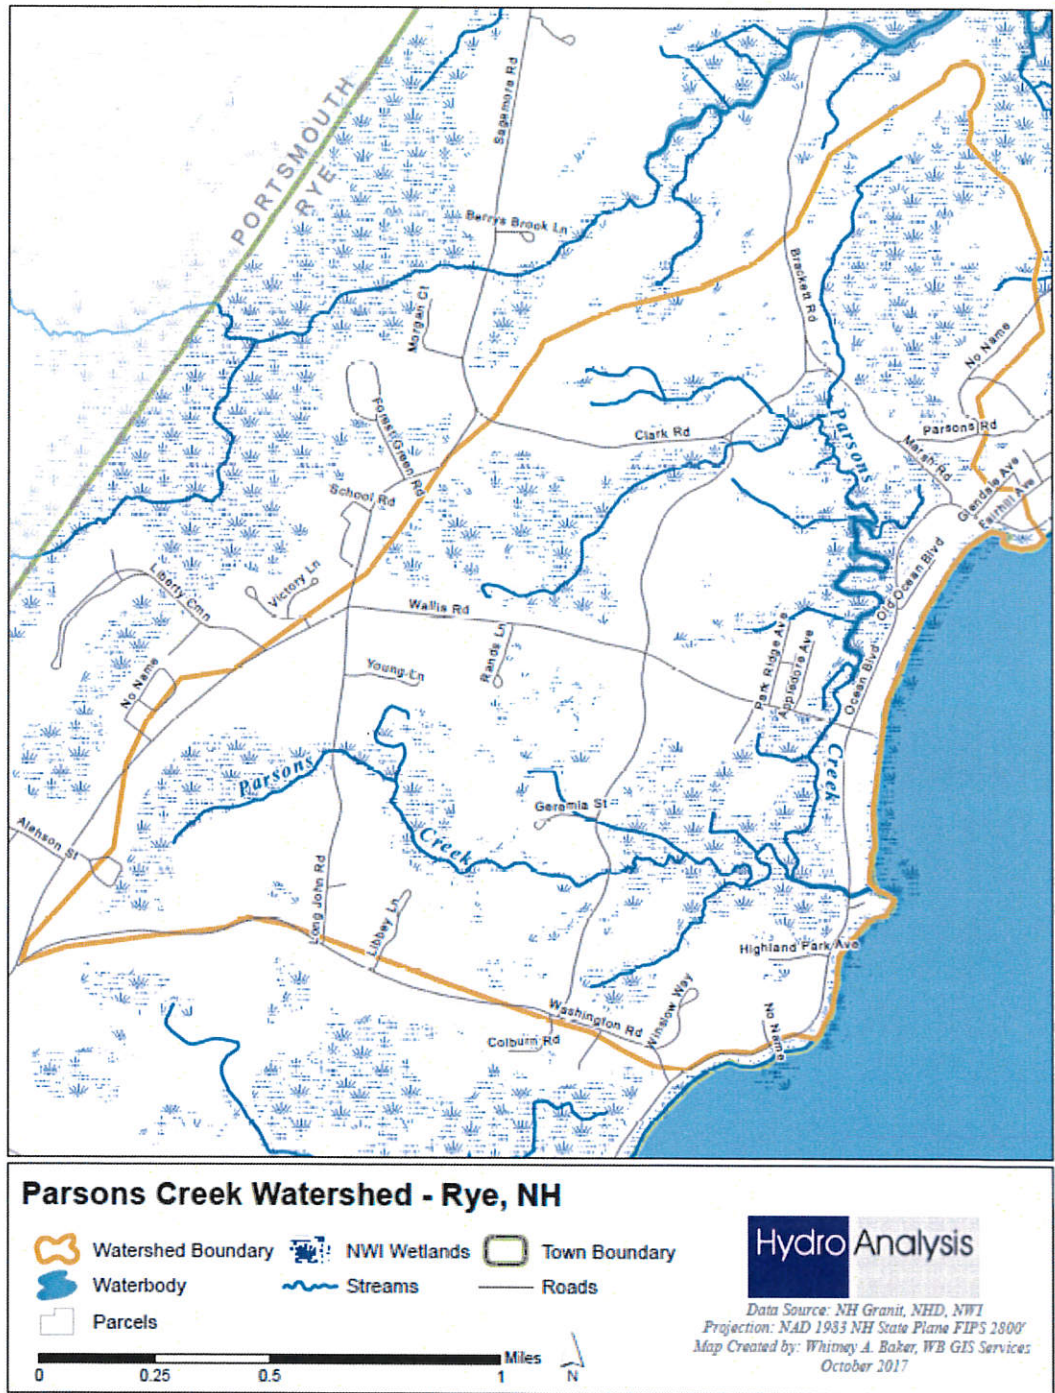 Sagamore Rd
PORTSMOUTH
RYE
Berrys Brook Ln
Morgan Ct
Brackett Rd
No Name
Forest Green Rd
Parsons
Parsons Rd
Clark Rd
Marsh Rd
Glendale Ave
Fairhill Ave
School Rd
Old Ocean Blvd
Liberty Cmn
Victory Ln
Wallis Rd
Rands Ln
Park Ridge Ave
Appledore Ave
Ocean Blvd
No Name
Young Ln
Parsons
Creek
Geremia St
Creek
Alehson St
Long John Rd
Libbey Ln
Highland Park Ave
Washington Rd
Winslow Way
No Name
Colburn Rd
Parsons Creek Watershed - Rye, NH
Watershed Boundary
NWI Wetlands
Town Boundary
Waterbody
Streams
Roads
Parcels
HydroAnalysis
Data Source: NH Granit, NHD, NWI
Projection: NAD 1983 NH State Plane FIPS 2800'
Map Created by: Whitney A. Baker, WB GIS Services
October 2017
Miles
0 0.25 0.5 1
N